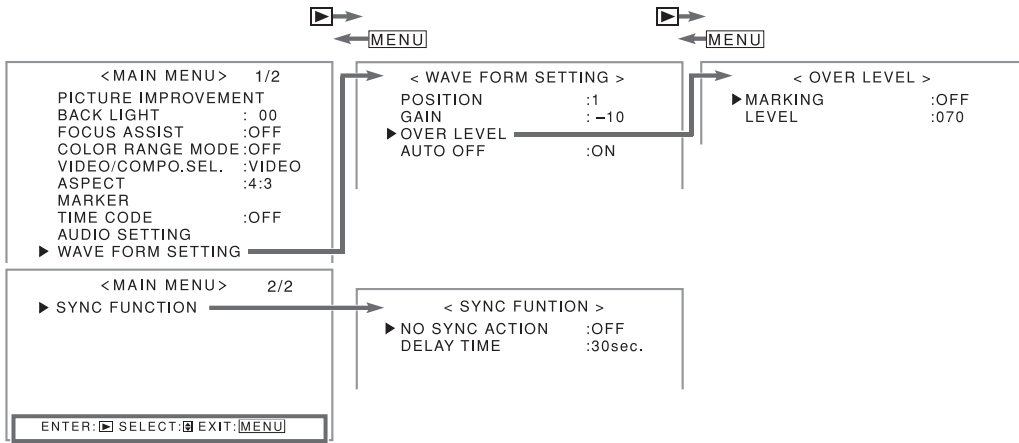 MENU
MENU
<MAIN MENU> 1/2
PICTURE IMPROVEMENT
BACK LIGHT : 00
FOCUS ASSIST :OFF
COLOR RANGE MODE:OFF
VIDEO/COMPO.SEL. :VIDEO
ASPECT :4:3
MARKER
TIME CODE :OFF
AUDIO SETTING
▶ WAVE FORM SETTING
< WAVE FORM SETTING >
POSITION :1
GAIN : –10
▶ OVER LEVEL
AUTO OFF :ON
< OVER LEVEL >
▶ MARKING :OFF
LEVEL :070
<MAIN MENU> 2/2
▶ SYNC FUNCTION
ENTER: ▶ SELECT: EXIT: MENU
< SYNC FUNTION >
▶ NO SYNC ACTION :OFF
DELAY TIME :30sec.